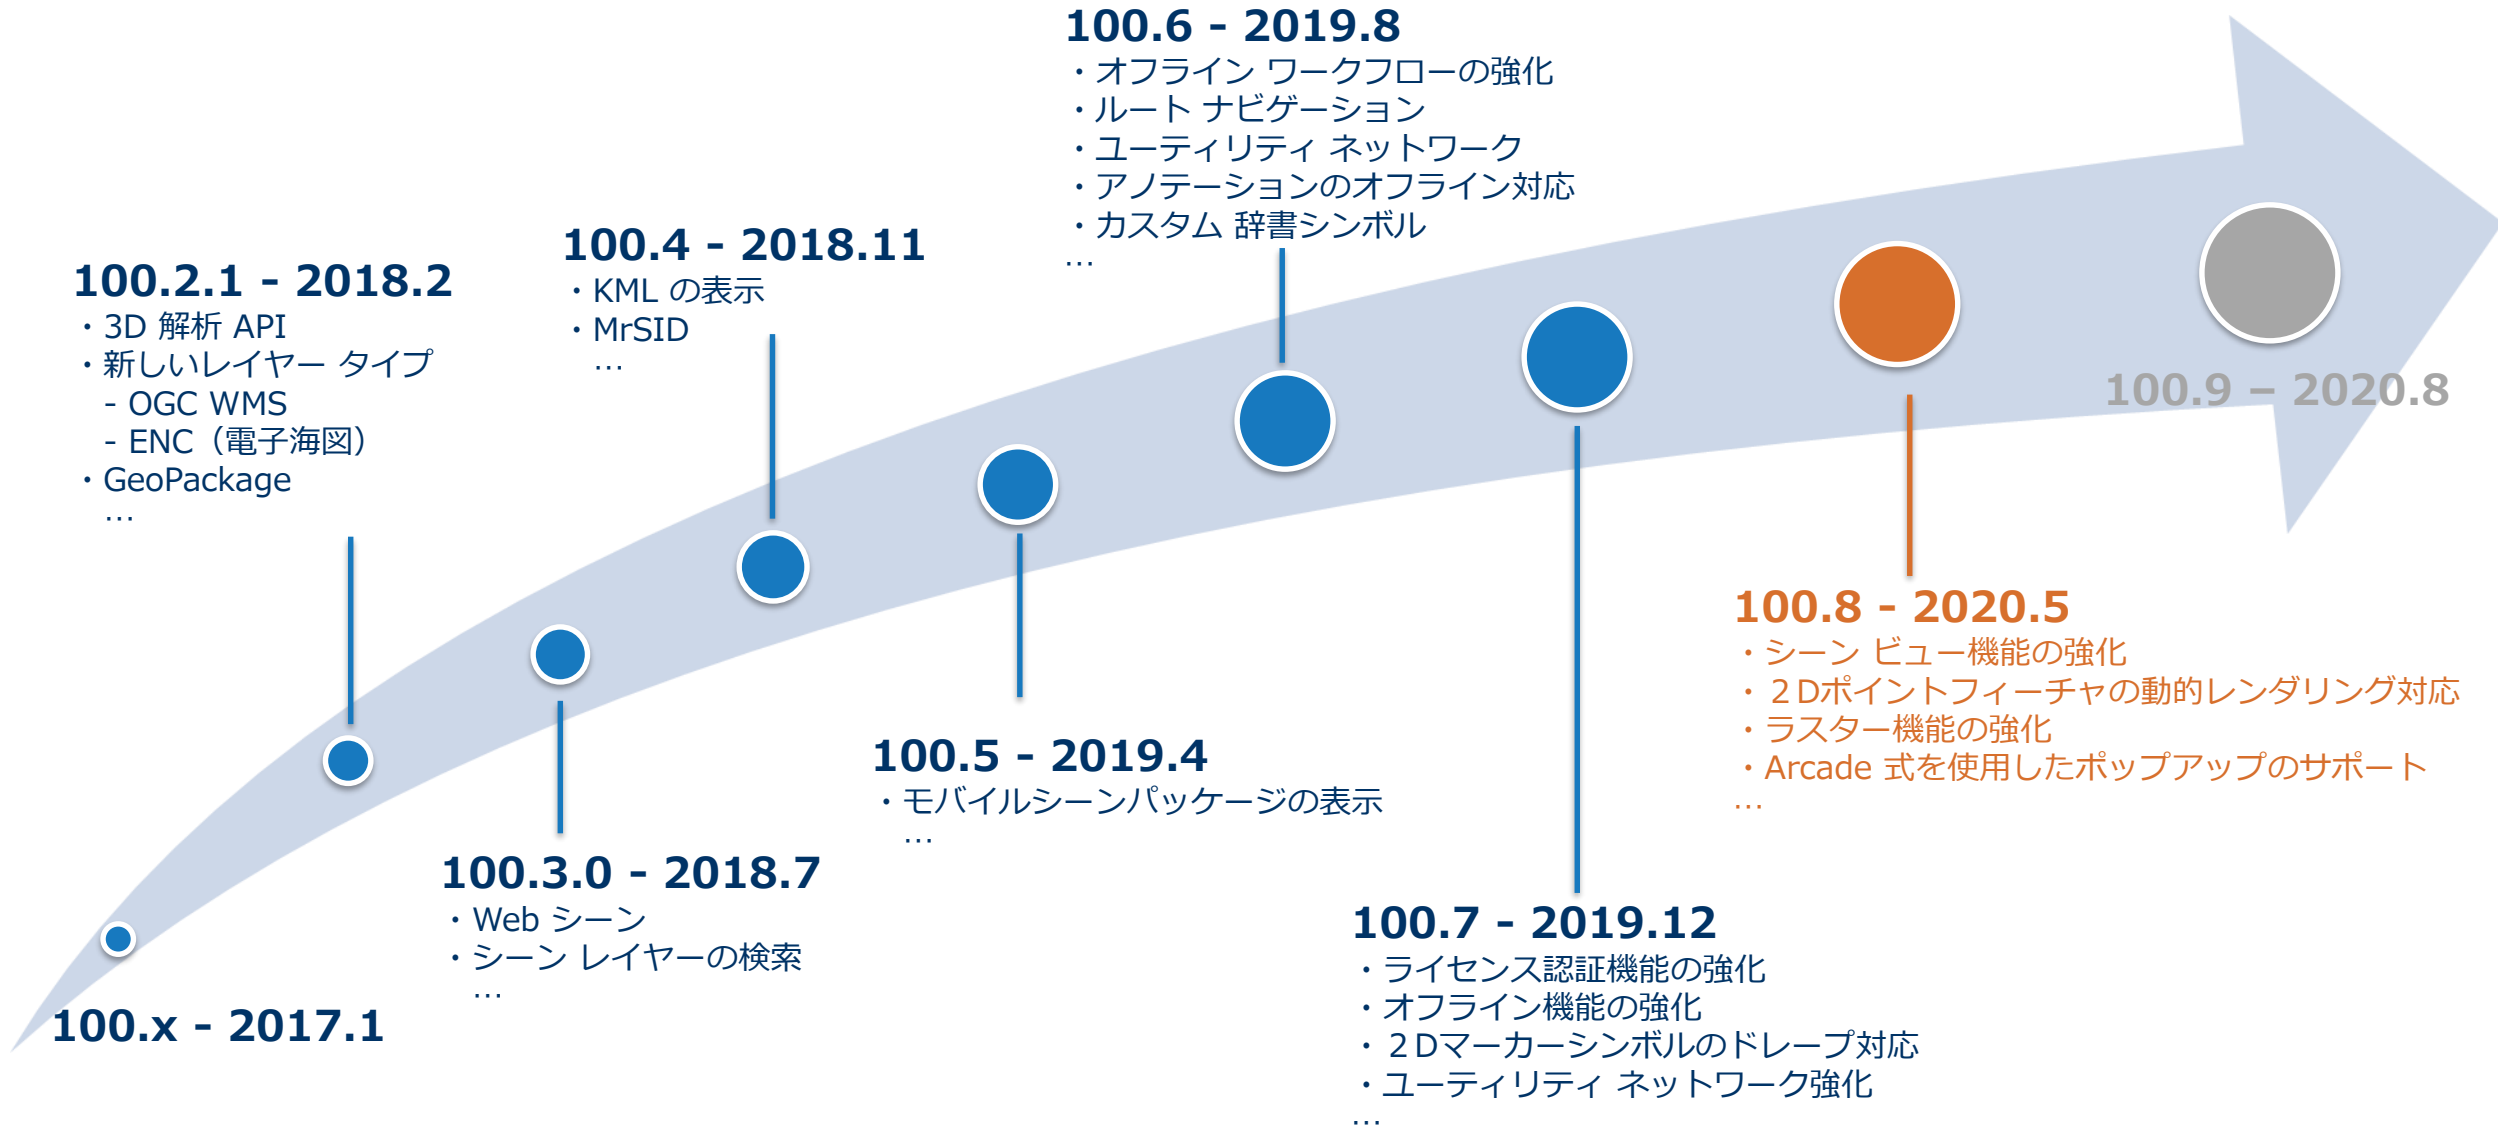 100.6 - 2019.8
・オフライン ワークフローの強化
・ルート ナビゲーション
・ユーティリティ ネットワーク
・アノテーションのオフライン対応
・カスタム 辞書シンボル
…
100.4 - 2018.11
・KML の表示
・MrSID
…
100.2.1 - 2018.2
・3D 解析 API
・新しいレイヤー タイプ
- OGC WMS
- ENC（電子海図）
・GeoPackage
…
100.9 – 2020.8
100.8 - 2020.5
・シーン ビュー機能の強化
・２Dポイントフィーチャの動的レンダリング対応
・ラスター機能の強化
・Arcade 式を使用したポップアップのサポート
…
100.5 - 2019.4
・モバイルシーンパッケージの表示
…
100.3.0 - 2018.7
・Web シーン
・シーン レイヤーの検索
…
100.7 - 2019.12
・ライセンス認証機能の強化
・オフライン機能の強化
・２Dマーカーシンボルのドレープ対応
・ユーティリティ ネットワーク強化
…
100.x - 2017.1